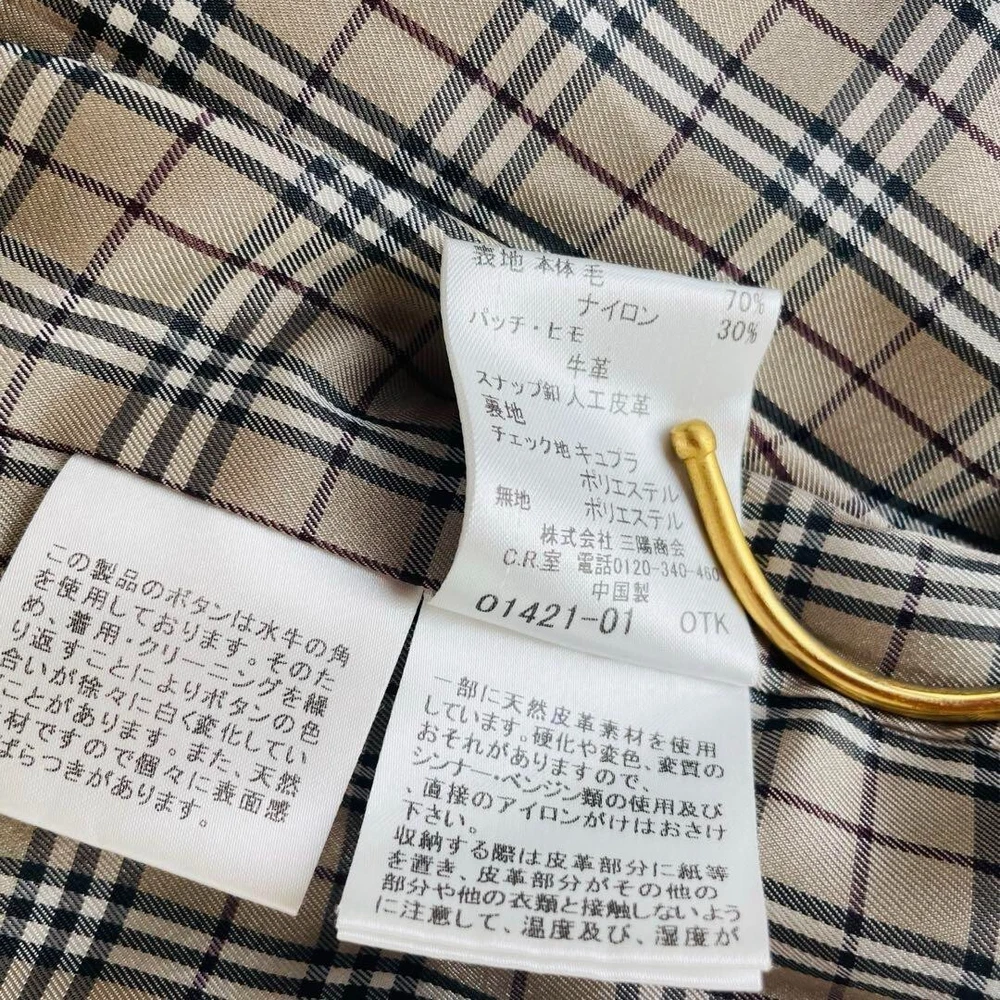 表地 本体 毛 70%
ナイロン 30%
パッチ・ヒモ
牛革
スナップ釦 人工皮革
裏地
チェック地 キュプラ
ポリエステル
無地 ポリエステル
株式会社 三陽商会
C.R.室 電話0120-340-460
中国製
01421-01 OTK
この製品のボタンは水牛の角
を使用しております。そのた
め、着用・クリーニングを繰
り返すことによりボタンの色
合いが徐々に白く変化してい
ことがあります。また、天然
材ですので個々に表面感
ばらつきがあります。
一部に天然皮革素材を使用
しています。硬化や変色、変質の
おそれがありますので、
シンナー・ベンジン類の使用及び
、直接のアイロンがけはおさけ
下さい。
収納する際は皮革部分に紙等
を置き、皮革部分がその他の
部分や他の衣類と接触しないよう
に注意して、温度及び、湿度が